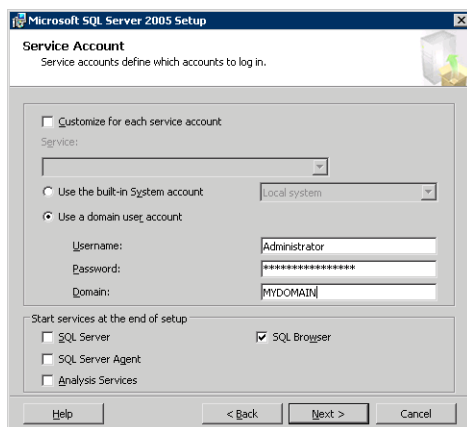 Microsoft SQL Server 2005 Setup
Service Account
Service accounts define which accounts to log in.
Customize for each service account
Service:
Use the built-in System account
Local system
Use a domain user account
Username:
Administrator
Password:
****************
Domain:
MYDOMAIN
Start services at the end of setup
SQL Server
SQL Browser
SQL Server Agent
Analysis Services
Help
< Back
Next >
Cancel